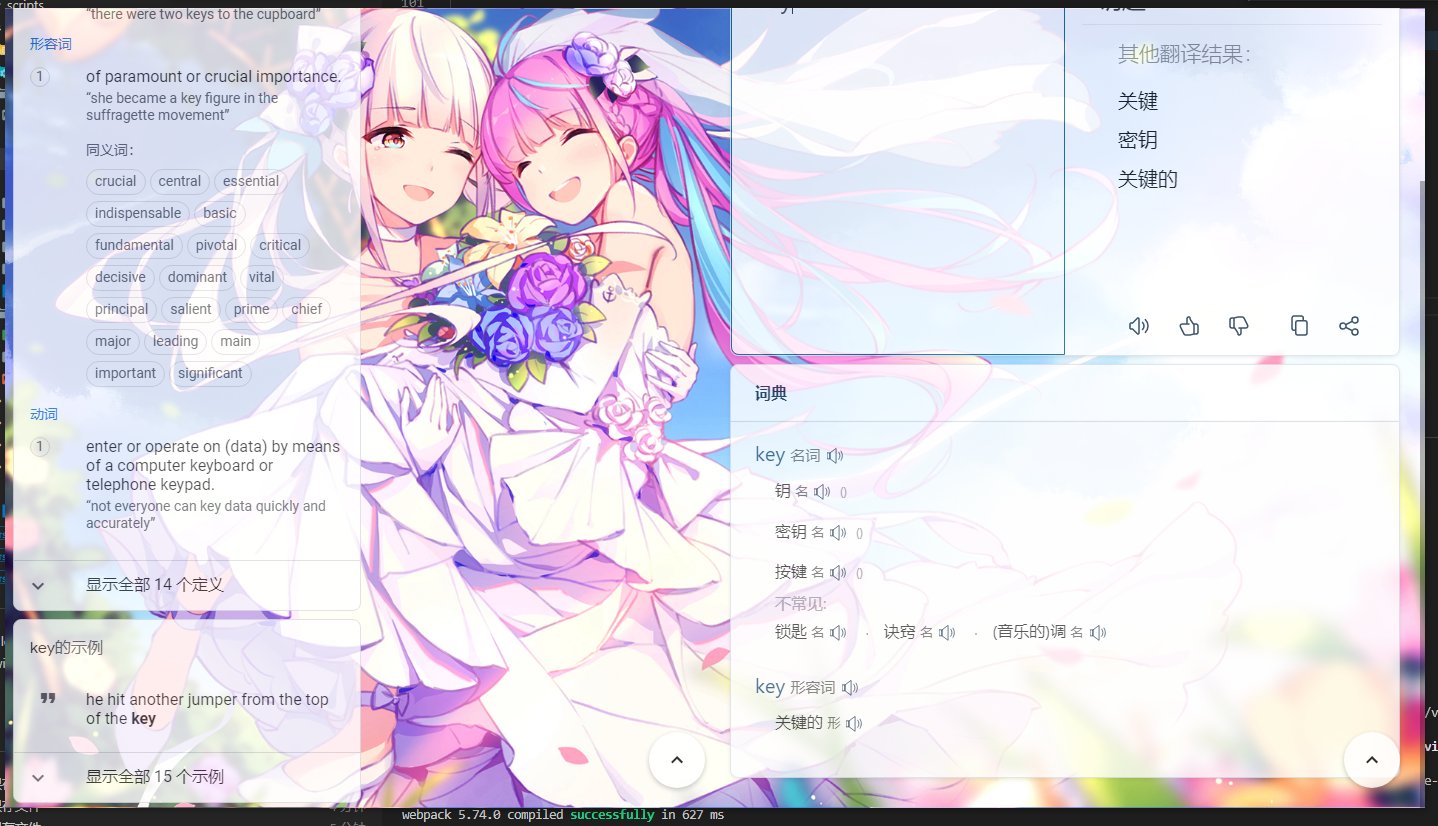 scripts
101
“there were two keys to the cupboard”
形容词
1
of paramount or crucial importance.
“she became a key figure in the
suffragette movement”
同义词：
crucial central essential
indispensable basic
fundamental pivotal critical
decisive dominant vital
principal salient prime chief
major leading main
important significant
动词
1
enter or operate on (data) by means
of a computer keyboard or
telephone keypad.
“not everyone can key data quickly and
accurately”
显示全部 14 个定义
key的示例
he hit another jumper from the top
of the key
显示全部 15 个示例
其他翻译结果：
关键
密钥
关键的
词典
key 名词
钥 名 ()
密钥 名 ()
按键 名 ()
不常见:
锁匙 名 · 诀窍 名 · (音乐的)调 名
key 形容词
关键的 形
webpack 5.74.0 compiled successfully in 627 ms